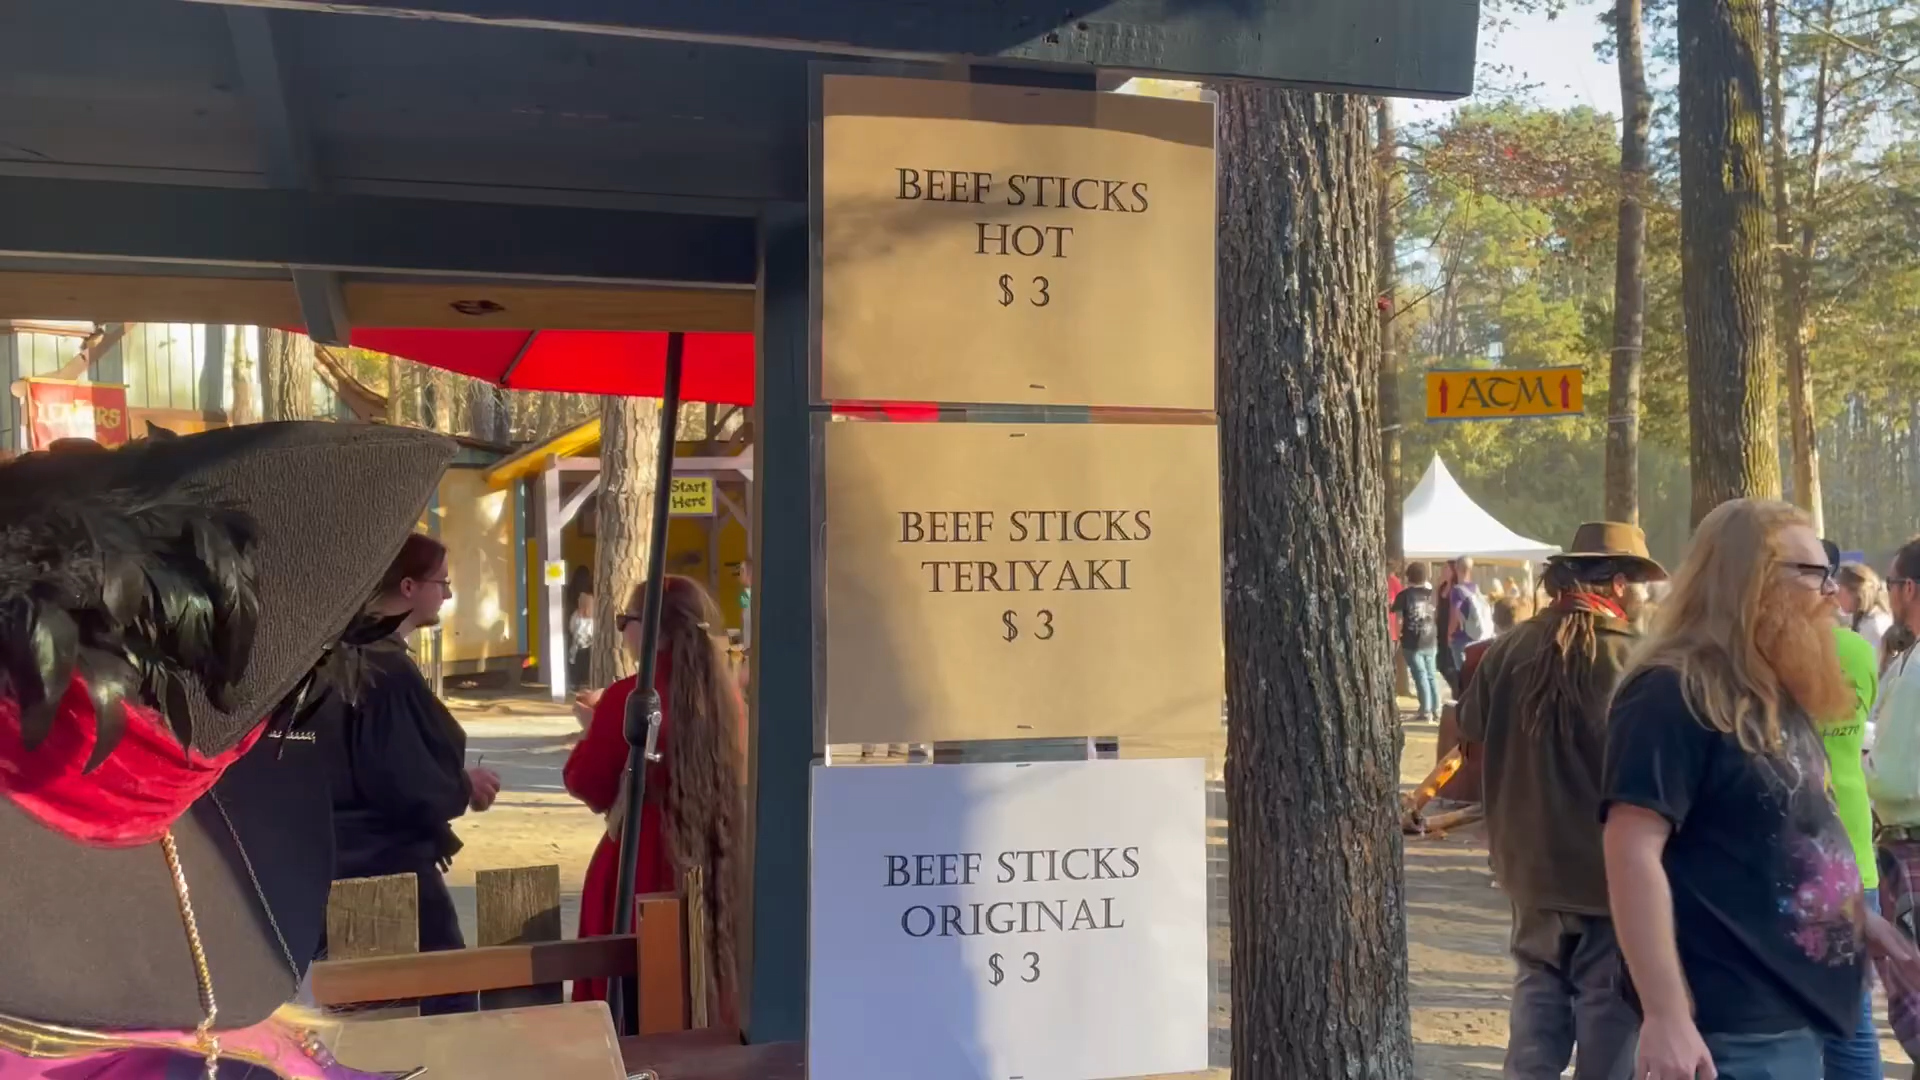 BEEF STICKS
HOT
$ 3
BEEF STICKS
TERIYAKI
$ 3
BEEF STICKS
ORIGINAL
$ 3
ATM
Start
Here